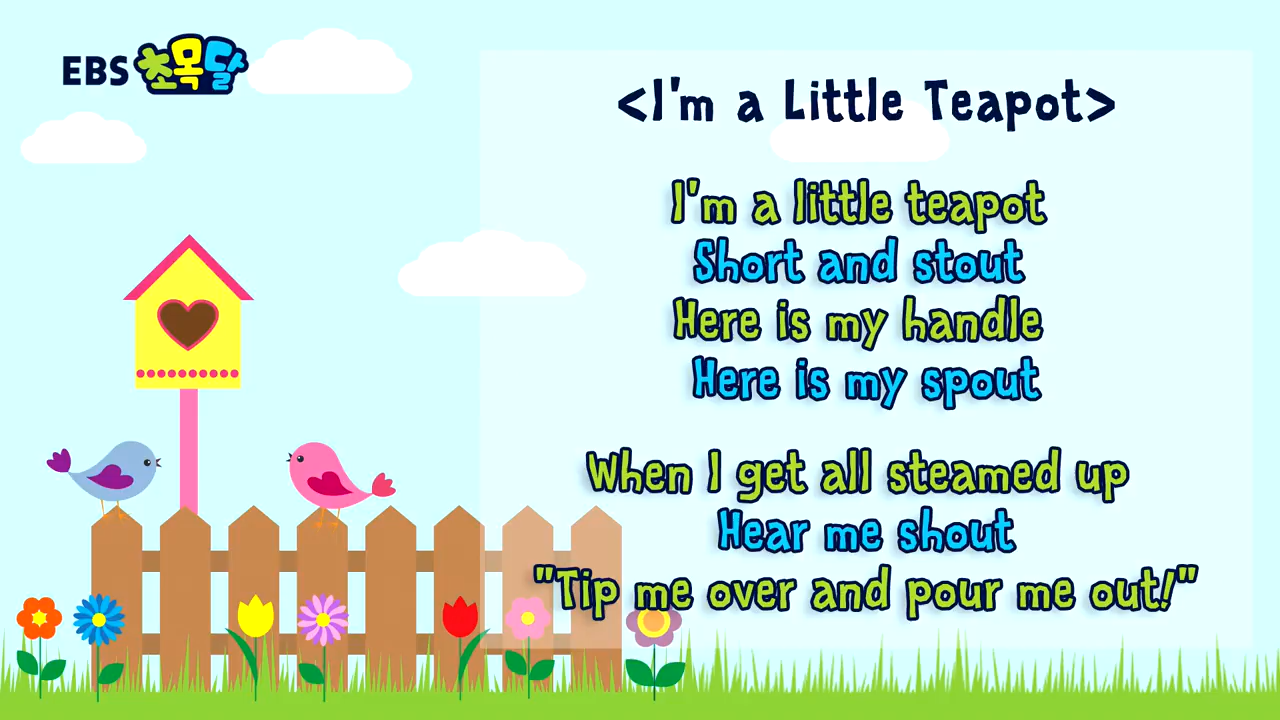 EBS 초목달
<I'm a Little Teapot>
I'm a little teapot
Short and stout
Here is my handle
Here is my spout
When I get all steamed up
Hear me shout
"Tip me over and pour me out!"